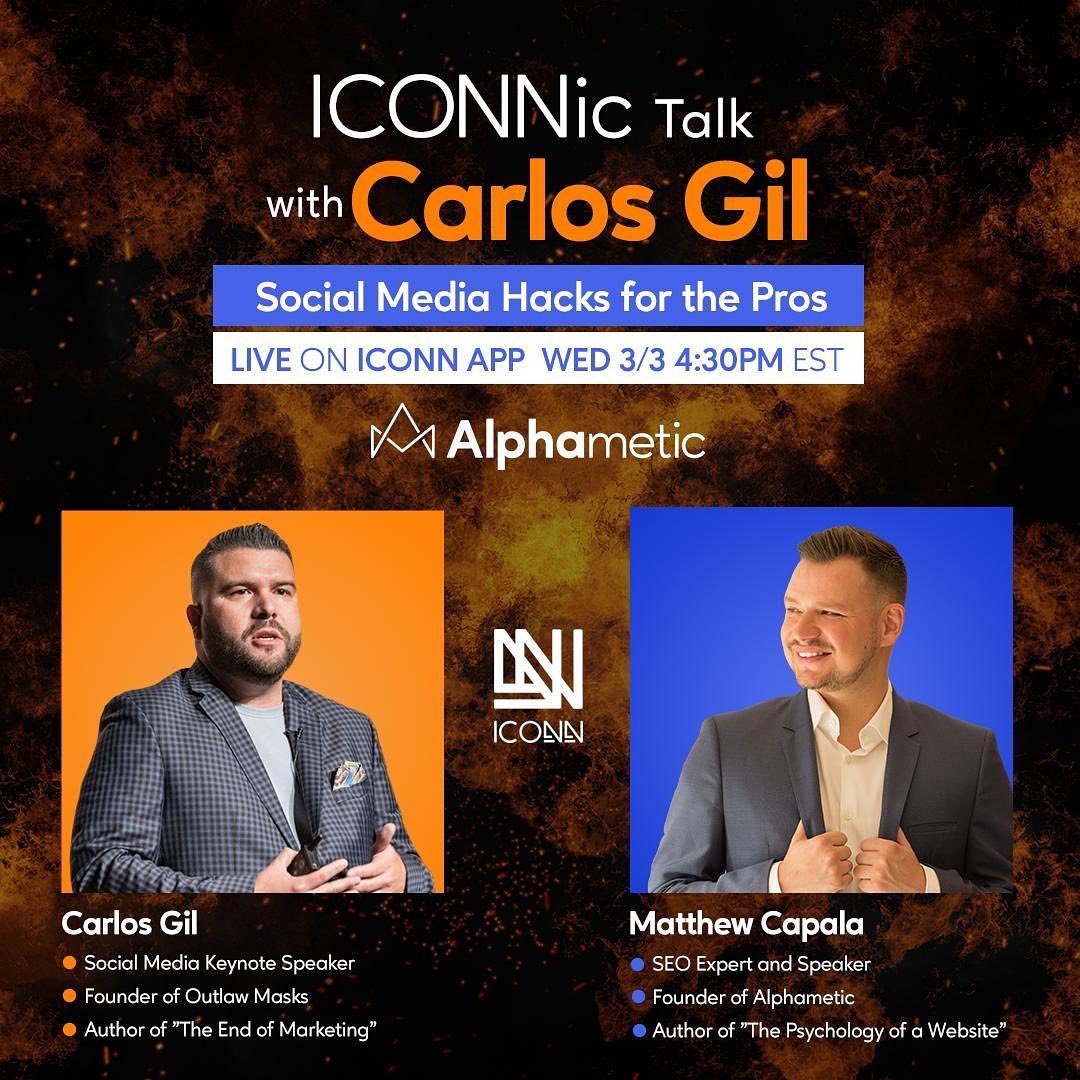 ICONNic Talk
with Carlos Gil
Social Media Hacks for the Pros
LIVE ON ICONN APP WED 3/3 4:30PM EST
Alphametic
ICONN
Carlos Gil
Social Media Keynote Speaker
Founder of Outlaw Masks
Author of "The End of Marketing"
Matthew Capala
SEO Expert and Speaker
Founder of Alphametic
Author of "The Psychology of a Website"